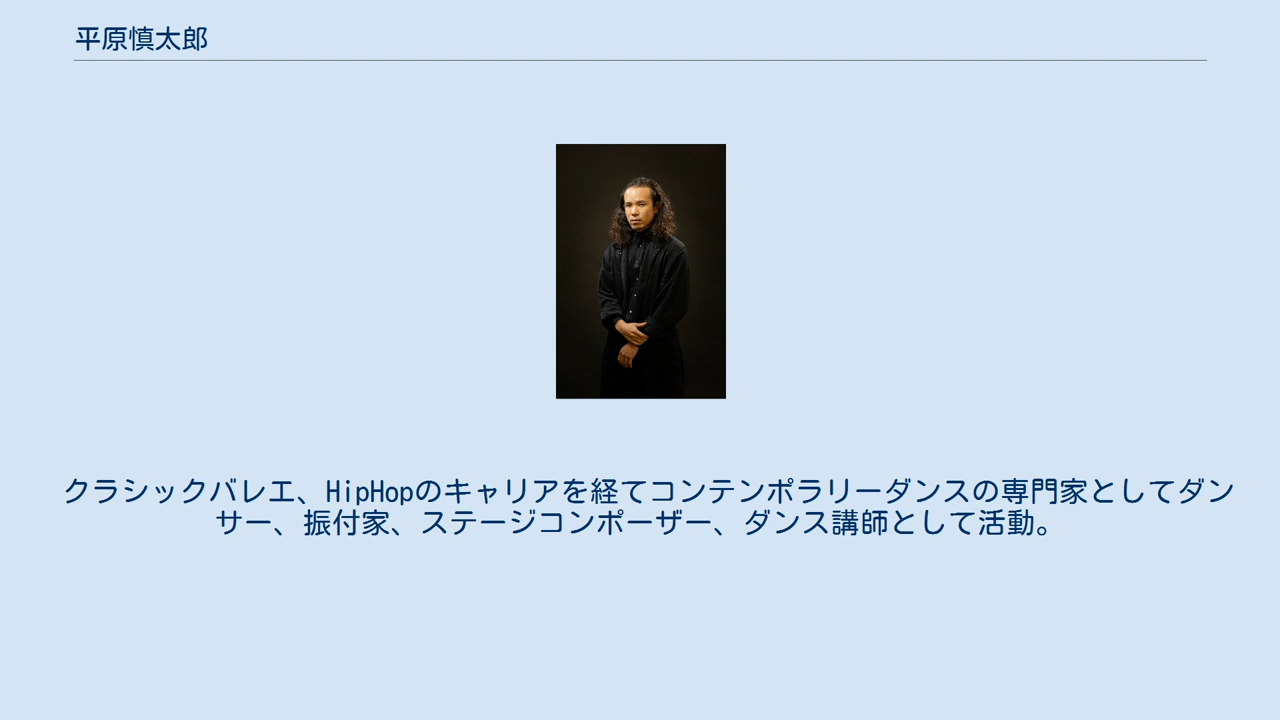 平原慎太郎
クラシックバレエ、HipHopのキャリアを経てコンテンポラリーダンスの専門家としてダン
サー、振付家、ステージコンポーザー、ダンス講師として活動。